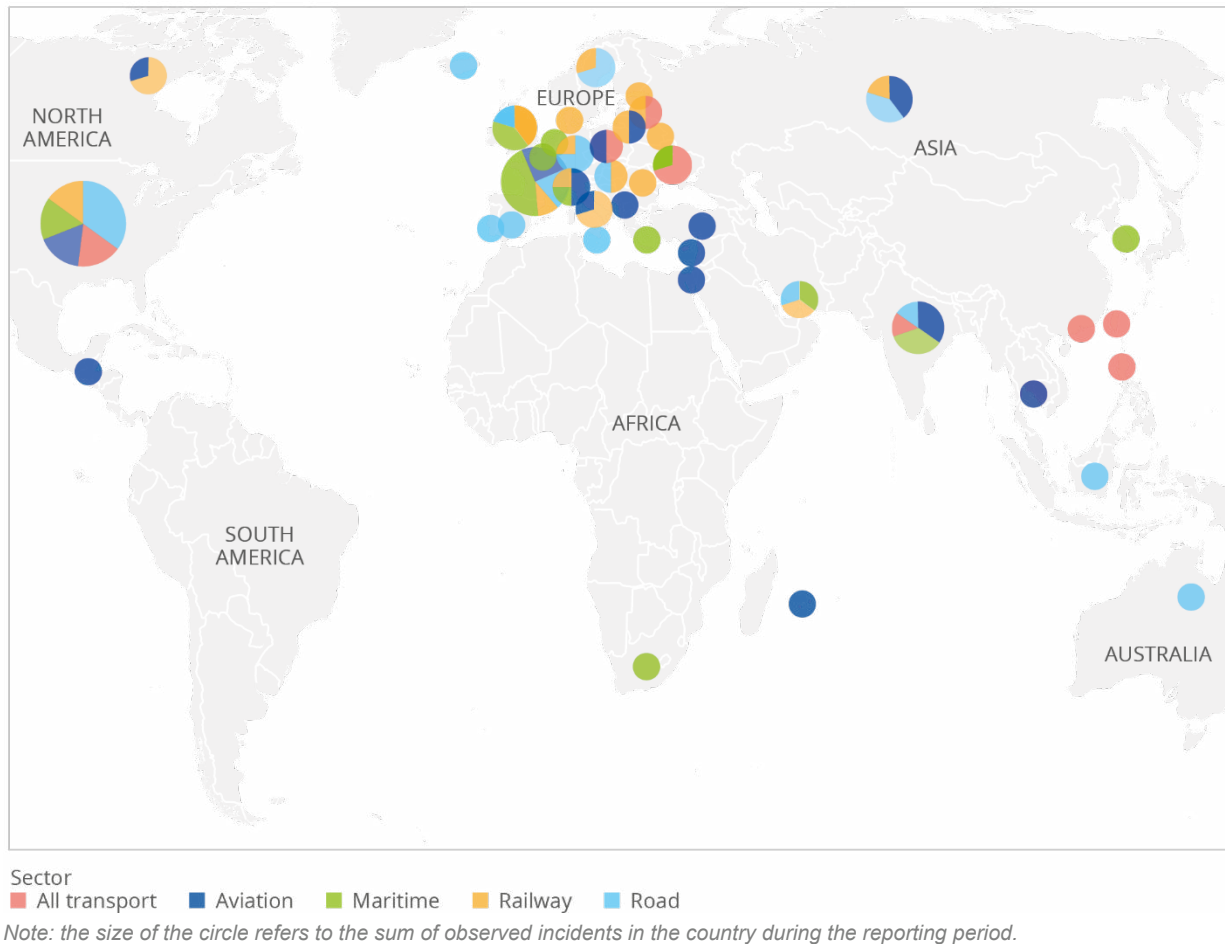 NORTH
AMERICA
EUROPE
ASIA
AFRICA
SOUTH
AMERICA
AUSTRALIA
Sector
All transport Aviation Maritime Railway Road
Note: the size of the circle refers to the sum of observed incidents in the country during the reporting period.